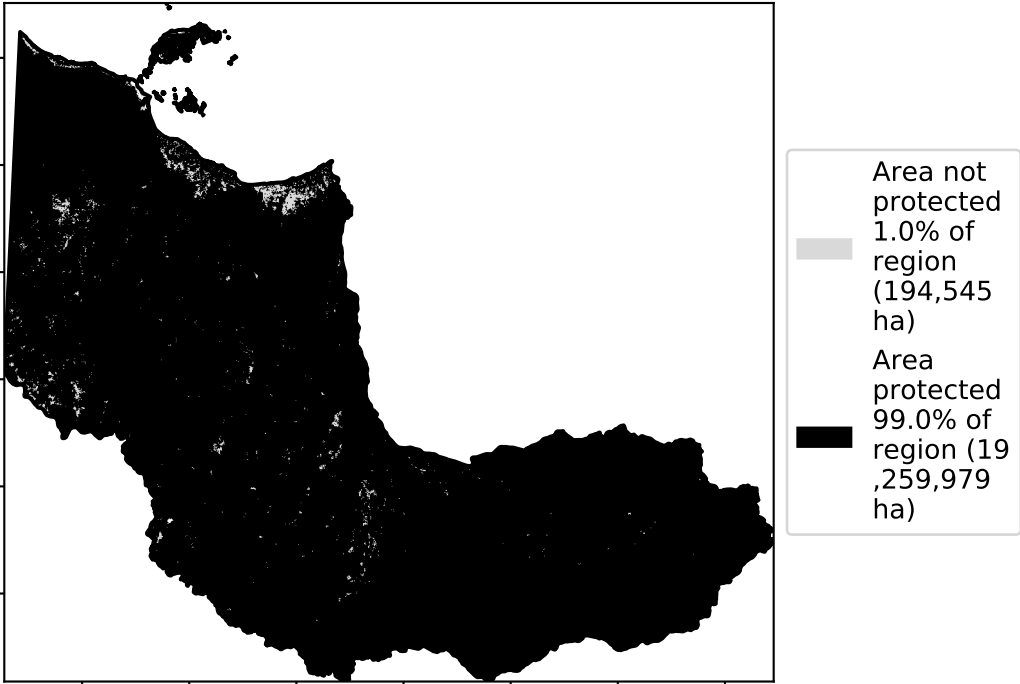 Area not
protected
1.0% of
region
(194,545
ha)
Area
protected
99.0% of
region (19
,259,979
ha)